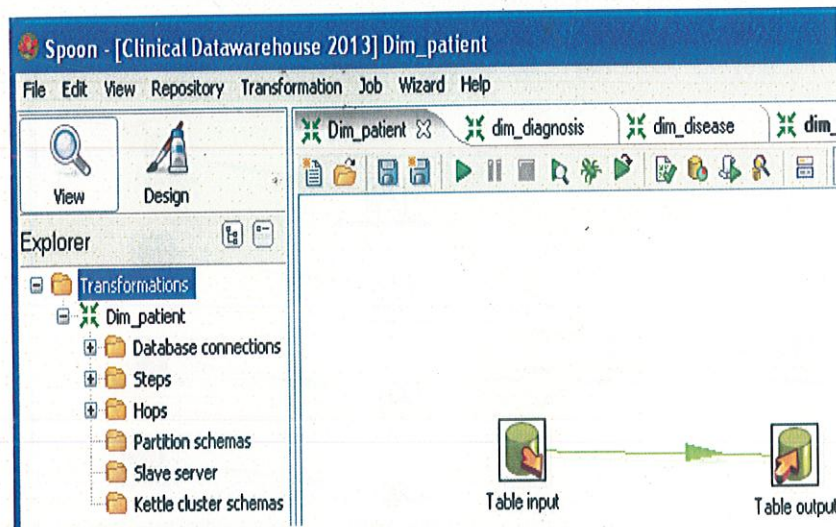 Spoon - [Clinical Datawarehouse 2013] Dim_patient
File Edit View Repository Transformation Job Wizard Help
Dim_patient dim_diagnosis dim_disease dim_
View Design
Explorer
Transformations
Dim_patient
Database connections
Steps
Hops
Partition schemas
Slave server
Kettle cluster schemas
Table input Table output